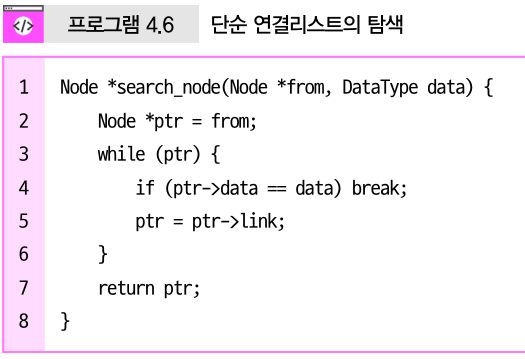 </> 프로그램 4.6 단순 연결리스트의 탐색
1 Node *search_node(Node *from, DataType data) {
2     Node *ptr = from;
3     while (ptr) {
4         if (ptr->data == data) break;
5         ptr = ptr->link;
6     }
7     return ptr;
8 }